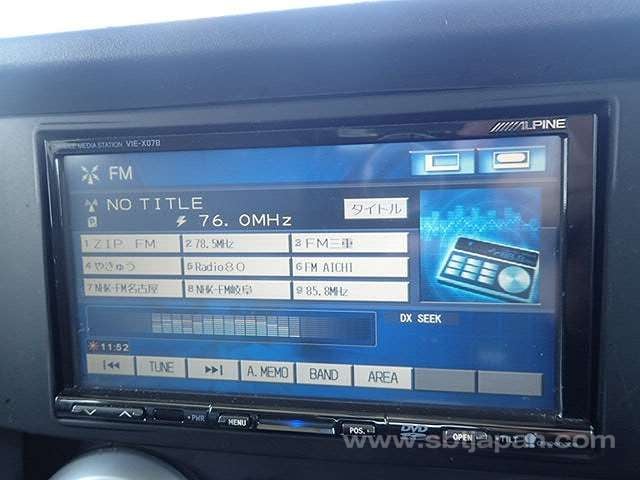 ALPINE
MOBILE MEDIA STATION VIE-X07B
FM
NO TITLE
タイトル
P 76.0MHz
1 ZIP FM 2 78.5MHz 3 FM三重
4 やきゅう 5 Radio80 6 FM AICHI
7 NHK-FM名古屋 8 NHK-FM岐阜 9 85.8MHz
DX SEEK
11:52
TUNE A.MEMO BAND AREA
PWR MENU POS. DVD OPEN TILT
www.sbtjapan.com